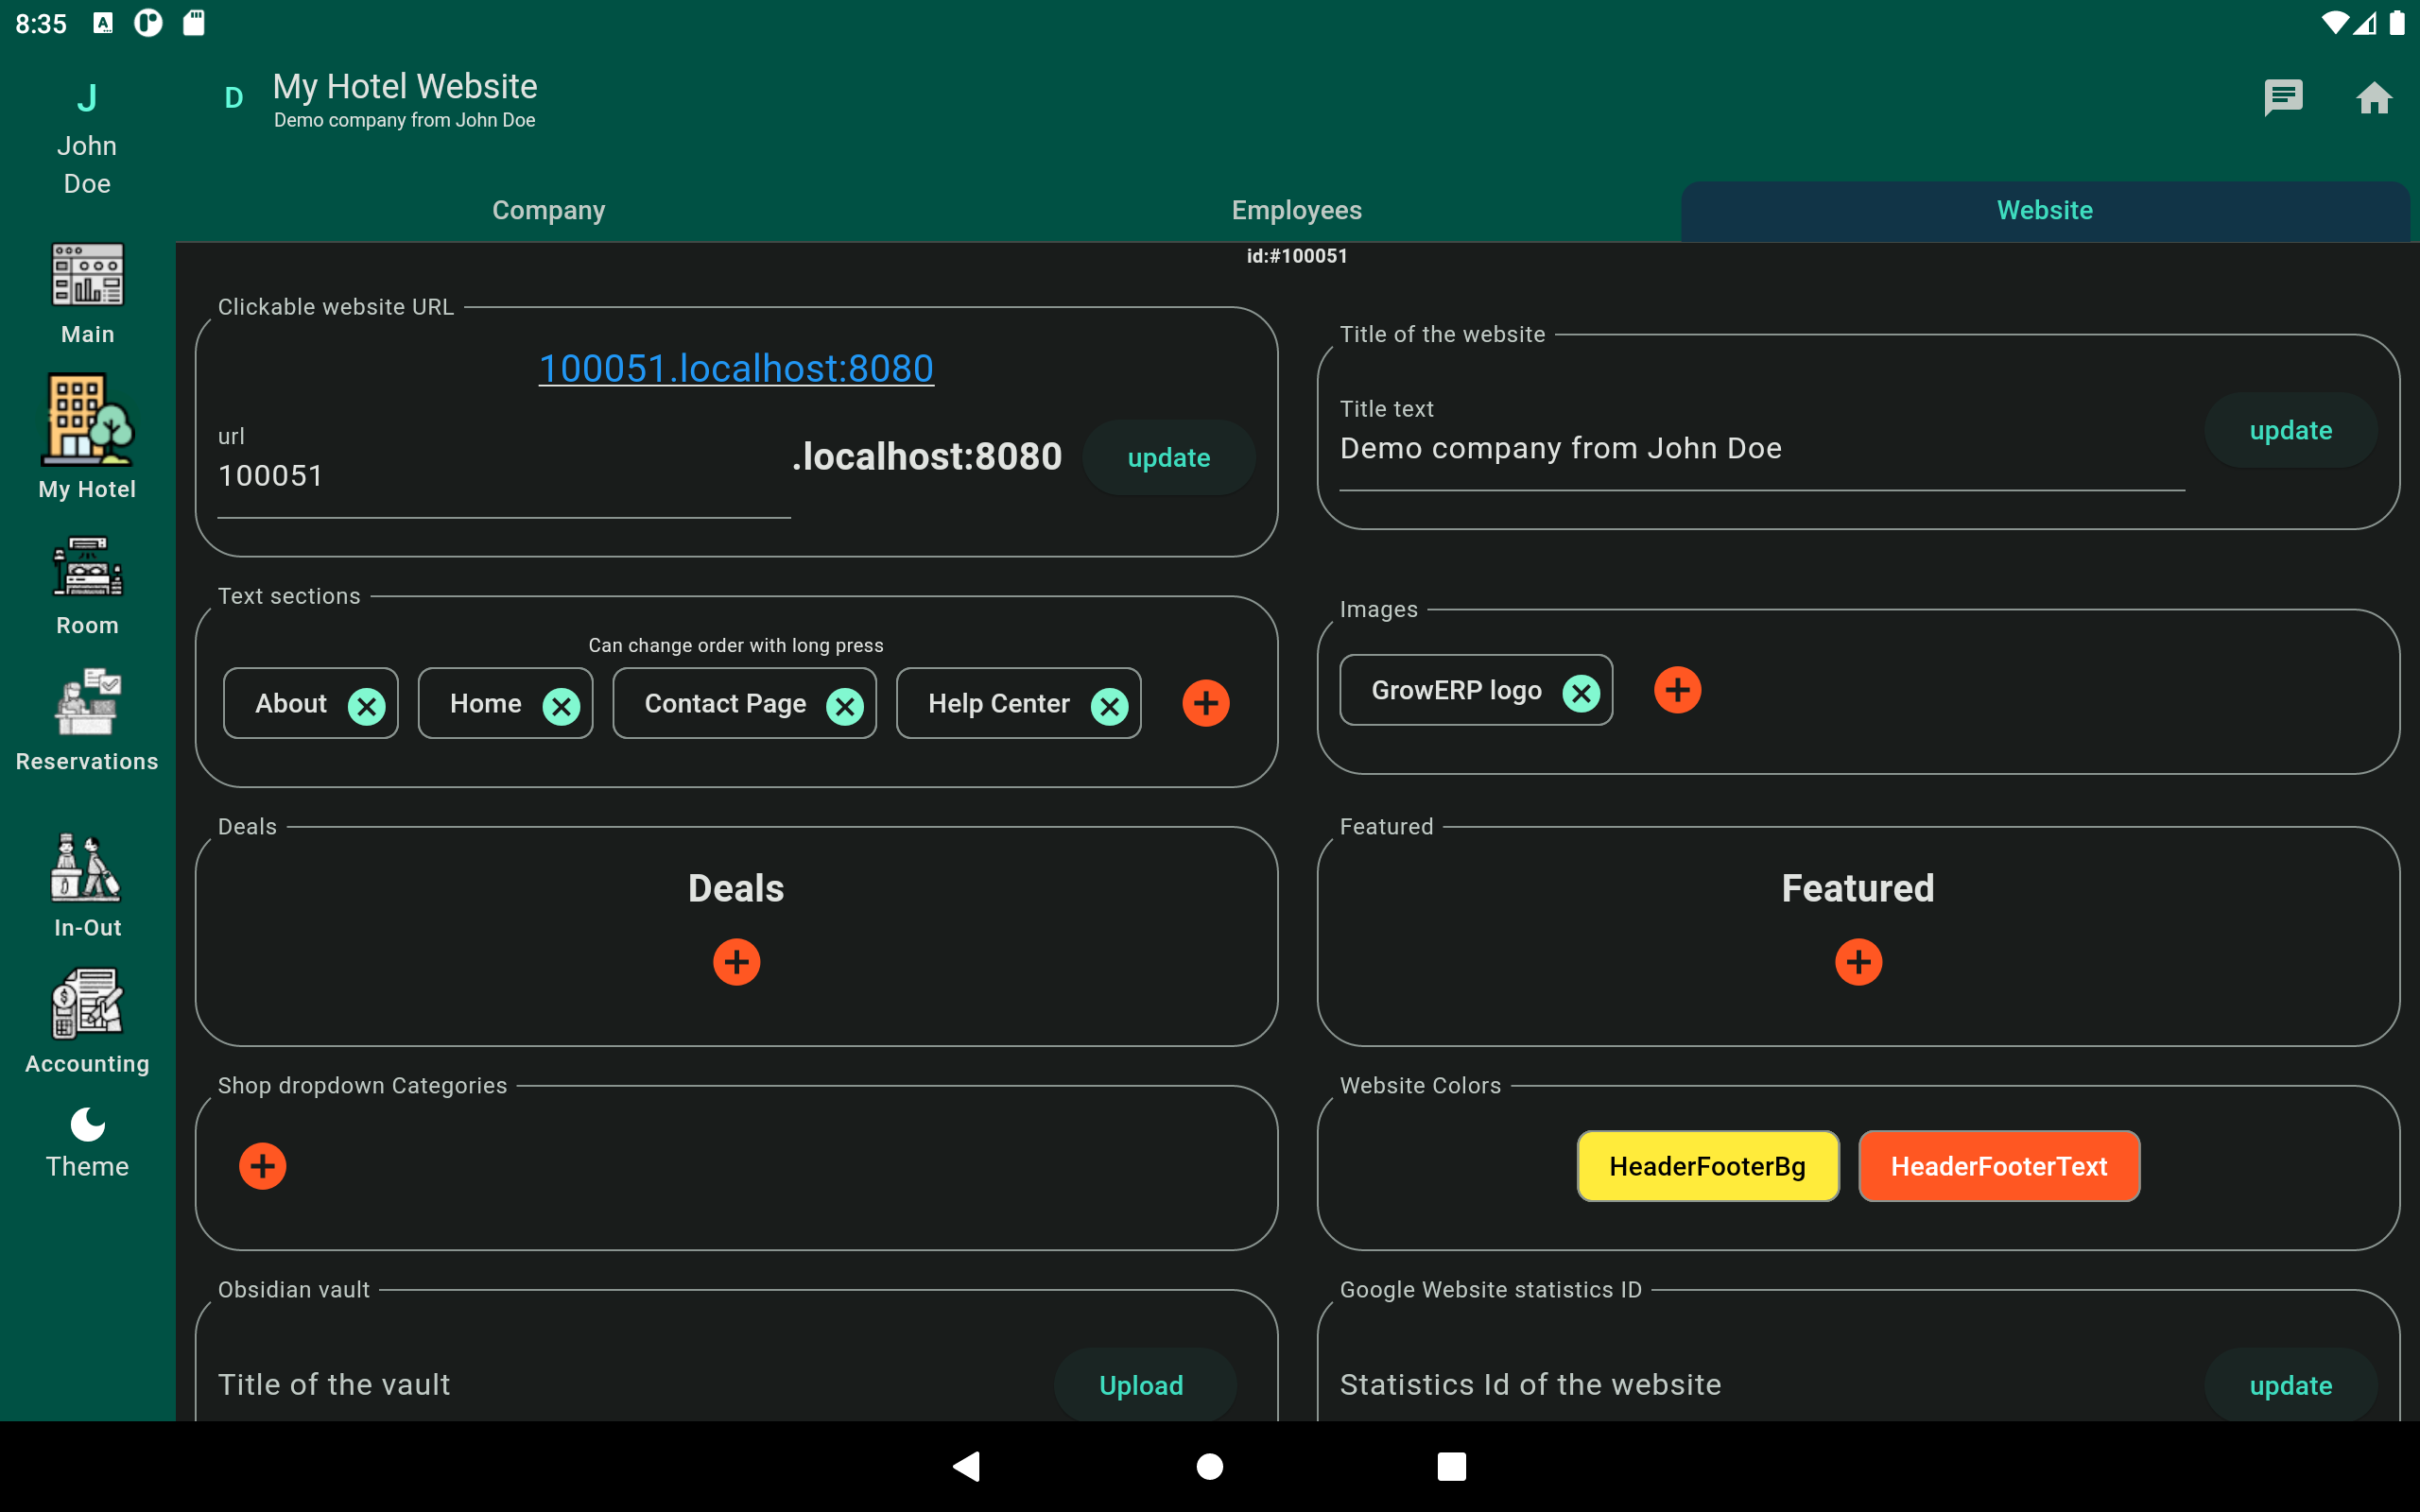 8:35
J
John
Doe
D
My Hotel Website
Demo company from John Doe
Company
Employees
Website
Main
My Hotel
Room
Reservations
In-Out
Accounting
Theme
id:#100051
Clickable website URL
100051.localhost:8080
url
100051
.localhost:8080
update
Title of the website
Title text
Demo company from John Doe
update
Text sections
Can change order with long press
About
Home
Contact Page
Help Center
Images
GrowERP logo
Deals
Deals
Featured
Featured
Shop dropdown Categories
Website Colors
HeaderFooterBg
HeaderFooterText
Obsidian vault
Title of the vault
Upload
Google Website statistics ID
Statistics Id of the website
update